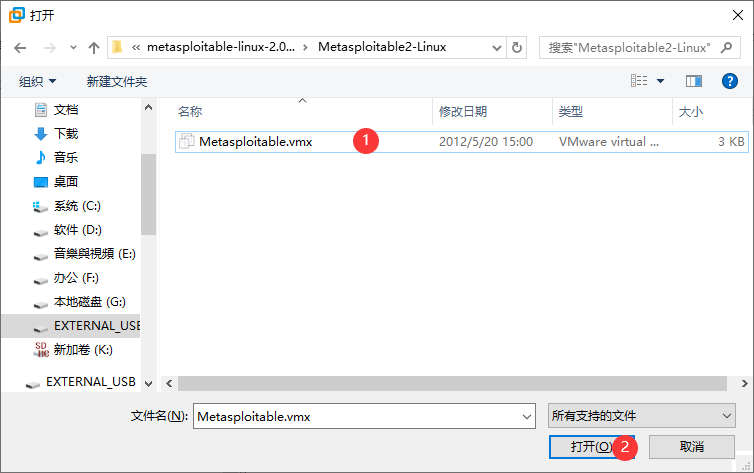 打开
« metasploitable-linux-2.0... › Metasploitable2-Linux
搜索"Metasploitable2-Linux"
组织 新建文件夹
名称 修改日期 类型 大小
文档
下载
音乐
桌面
系统 (C:)
软件 (D:)
音樂與視頻 (E:)
办公 (F:)
本地磁盘 (G:)
EXTERNAL_USB
新加卷 (K:)
EXTERNAL_USB
Metasploitable.vmx 1 2012/5/20 15:00 VMware virtual ... 3 KB
文件名(N): Metasploitable.vmx 所有支持的文件
打开(O) 2 取消